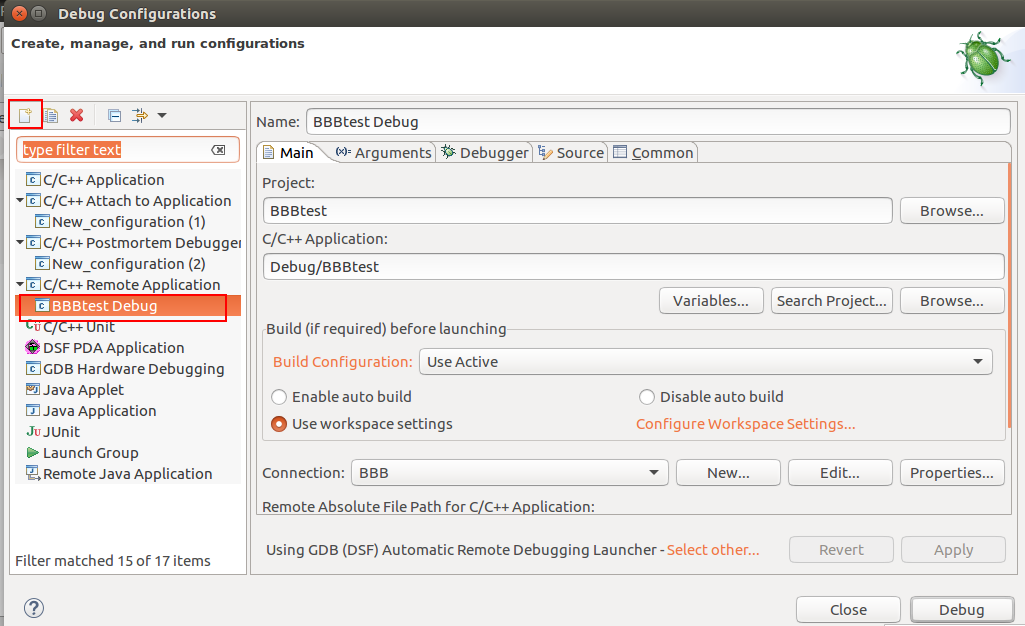 Debug Configurations
Create, manage, and run configurations
type filter text
C/C++ Application
C/C++ Attach to Application
New_configuration (1)
C/C++ Postmortem Debugger
New_configuration (2)
C/C++ Remote Application
BBBtest Debug
C/C++ Unit
DSF PDA Application
GDB Hardware Debugging
Java Applet
Java Application
JUnit
Launch Group
Remote Java Application
Filter matched 15 of 17 items
Name: BBBtest Debug
Main Arguments Debugger Source Common
Project:
BBBtest Browse...
C/C++ Application:
Debug/BBBtest
Variables... Search Project... Browse...
Build (if required) before launching
Build Configuration: Use Active
Enable auto build Disable auto build
Use workspace settings Configure Workspace Settings...
Connection: BBB New... Edit... Properties...
Remote Absolute File Path for C/C++ Application:
Using GDB (DSF) Automatic Remote Debugging Launcher - Select other... Revert Apply
Close Debug